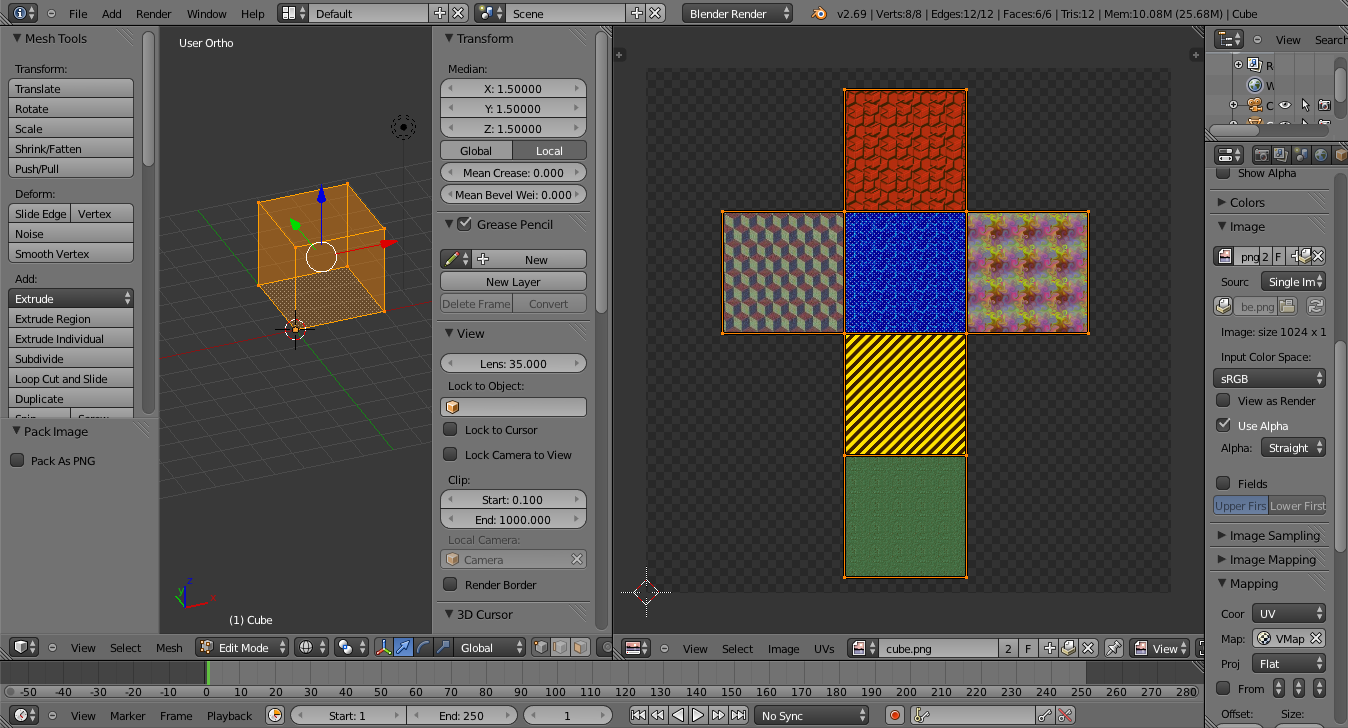 File Add Render Window Help Default Scene Blender Render v2.69 | Verts:8/8 | Edges:12/12 | Faces:6/6 | Tris:12 | Mem:10.08M (25.68M) | Cube
Mesh Tools
Transform:
Translate
Rotate
Scale
Shrink/Fatten
Push/Pull
Deform:
Slide Edge Vertex
Noise
Smooth Vertex
Add:
Extrude
Extrude Region
Extrude Individual
Subdivide
Loop Cut and Slide
Duplicate
Pack Image
Pack As PNG
User Ortho
z
y
x
(1) Cube
Transform
Median:
X: 1.50000
Y: 1.50000
Z: 1.50000
Global Local
Mean Crease: 0.000
Mean Bevel Wei: 0.000
Grease Pencil
New
New Layer
Delete Frame Convert
View
Lens: 35.000
Lock to Object:
Lock to Cursor
Lock Camera to View
Clip:
Start: 0.100
End: 1000.000
Local Camera:
Camera
Render Border
3D Cursor
View Search
R
W
C
Show Alpha
Colors
Image
png 2 F
Sourc Single Im
be.png
Image: size 1024 x 1
Input Color Space:
sRGB
View as Render
Use Alpha
Alpha: Straight
Fields
Upper Firs Lower First
Image Sampling
Image Mapping
Mapping
Coor UV
Map: VMap
Proj Flat
From
Offset: Size:
View Select Mesh Edit Mode Global
View Select Image UVs cube.png 2 F View
-50 -40 -30 -20 -10 0 10 20 30 40 50 60 70 80 90 100 110 120 130 140 150 160 170 180 190 200 210 220 230 240 250 260 270 280
View Marker Frame Playback Start: 1 End: 250 1 No Sync